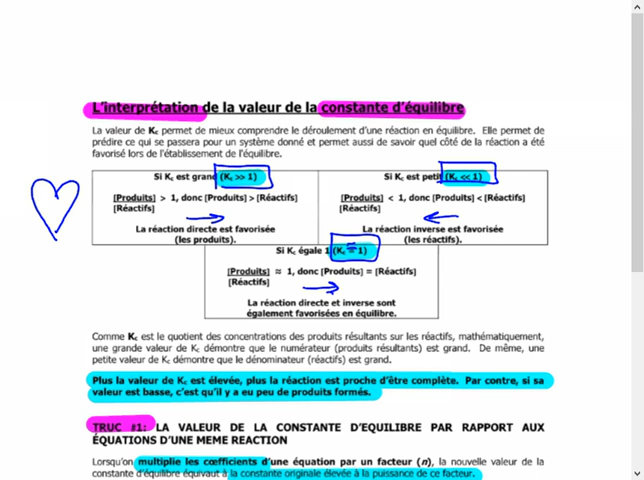 L'interprétation de la valeur de la constante d'équilibre
La valeur de Kc permet de mieux comprendre le déroulement d'une réaction en équilibre. Elle permet de
prédire ce qui se passera pour un système donné et permet aussi de savoir quel côté de la réaction a été
favorisé lors de l'établissement de l'équilibre.
Si Kc est grand (Kc >> 1)
[Produits] > 1, donc [Produits] > [Réactifs]
[Réactifs]
La réaction directe est favorisée
(les produits).
Si Kc est petit (Kc << 1)
[Produits] < 1, donc [Produits] < [Réactifs]
[Réactifs]
La réaction inverse est favorisée
(les réactifs).
Si Kc égale 1 (Kc = 1)
[Produits] ≈ 1, donc [Produits] = [Réactifs]
[Réactifs]
La réaction directe et inverse sont
également favorisées en équilibre.
Comme Kc est le quotient des concentrations des produits résultants sur les réactifs, mathématiquement,
une grande valeur de Kc démontre que le numérateur (produits résultants) est grand. De même, une
petite valeur de Kc démontre que le dénominateur (réactifs) est grand.
Plus la valeur de Kc est élevée, plus la réaction est proche d'être complète. Par contre, si sa
valeur est basse, c'est qu'il y a eu peu de produits formés.
TRUC #1: LA VALEUR DE LA CONSTANTE D'EQUILIBRE PAR RAPPORT AUX
ÉQUATIONS D'UNE MEME REACTION
Lorsqu'on multiplie les cœfficients d'une équation par un facteur (n), la nouvelle valeur de la
constante d'équilibre équivaut à la constante originale élevée à la puissance de ce facteur.